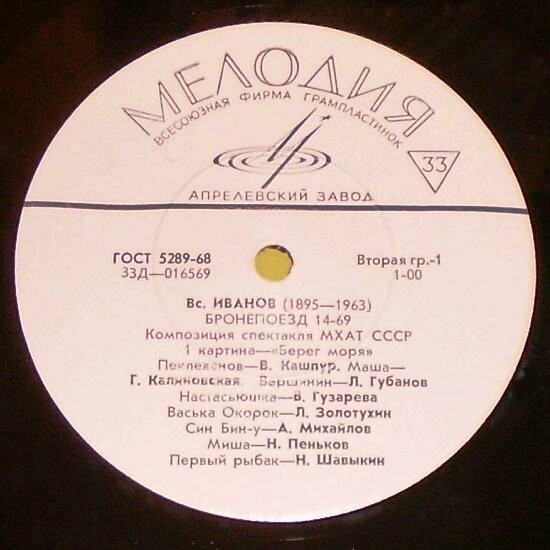 МЕЛОДИЯ
ВСЕСОЮЗНАЯ ФИРМА ГРАМПЛАСТИНОК
33
АПРЕЛЕВСКИЙ ЗАВОД
ГОСТ 5289-68
33Д—016569
Вторая гр.-1
1-00
Вс. ИВАНОВ (1895—1963)
БРОНЕПОЕЗД 14-69
Композиция спектакля МХАТ СССР
1 картина—«Берег моря»
Пеклеванов—В. Кашпур. Маша—
Г. Калиновская. Вершинин—Л. Губанов
Настасьюшка—В. Гузарева
Васька Окорок—Л. Золотухин
Син Бин-у—А. Михайлов
Миша—Н. Пеньков
Первый рыбак—Н. Шавыкин